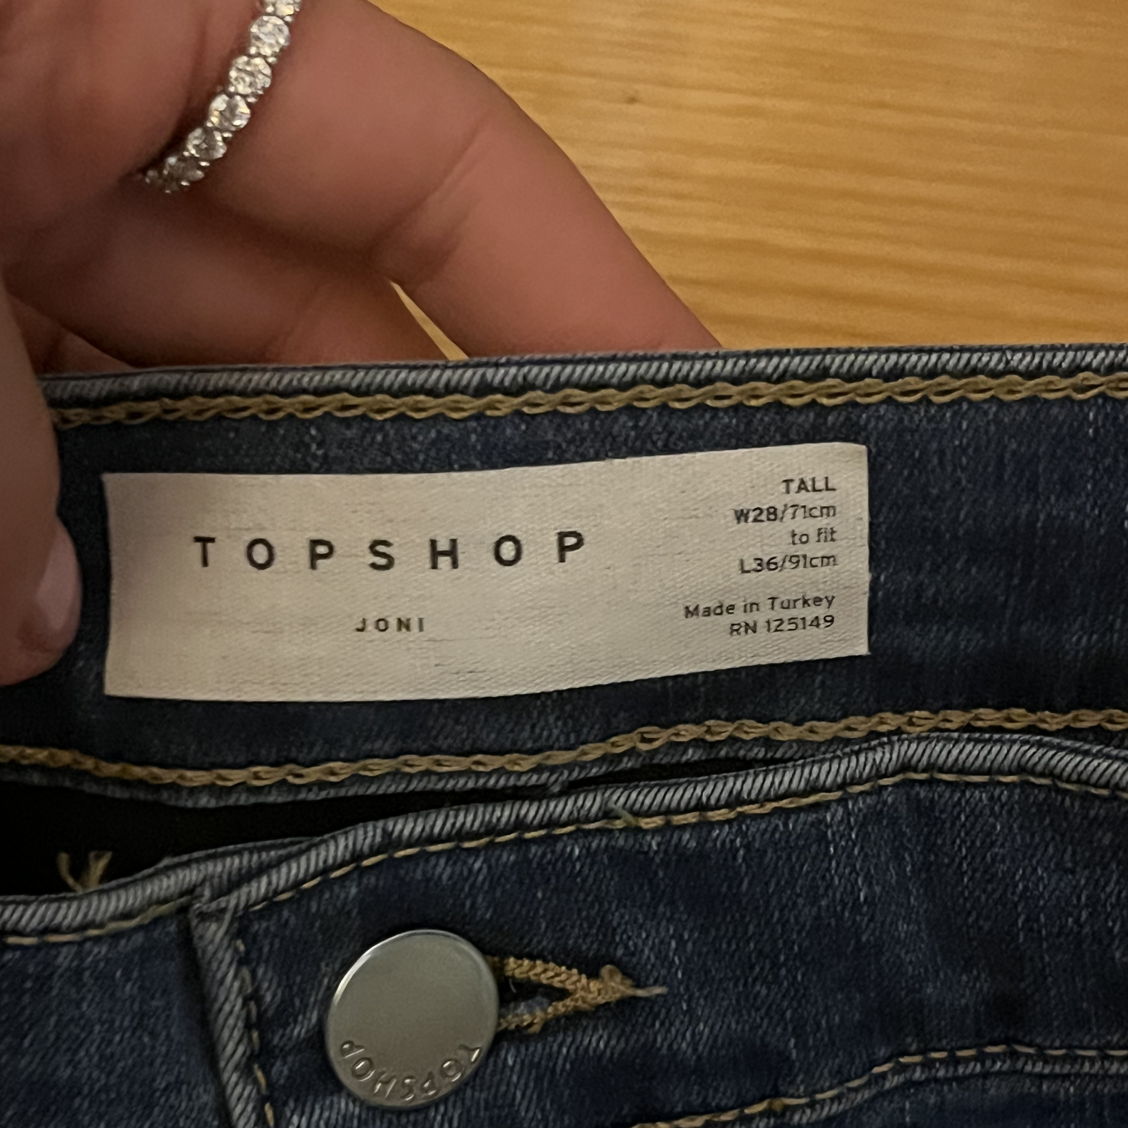 TOPSHOP
JONI
TALL
W28/71cm
to fit
L36/91cm
Made in Turkey
RN 125149
TOPSHOP